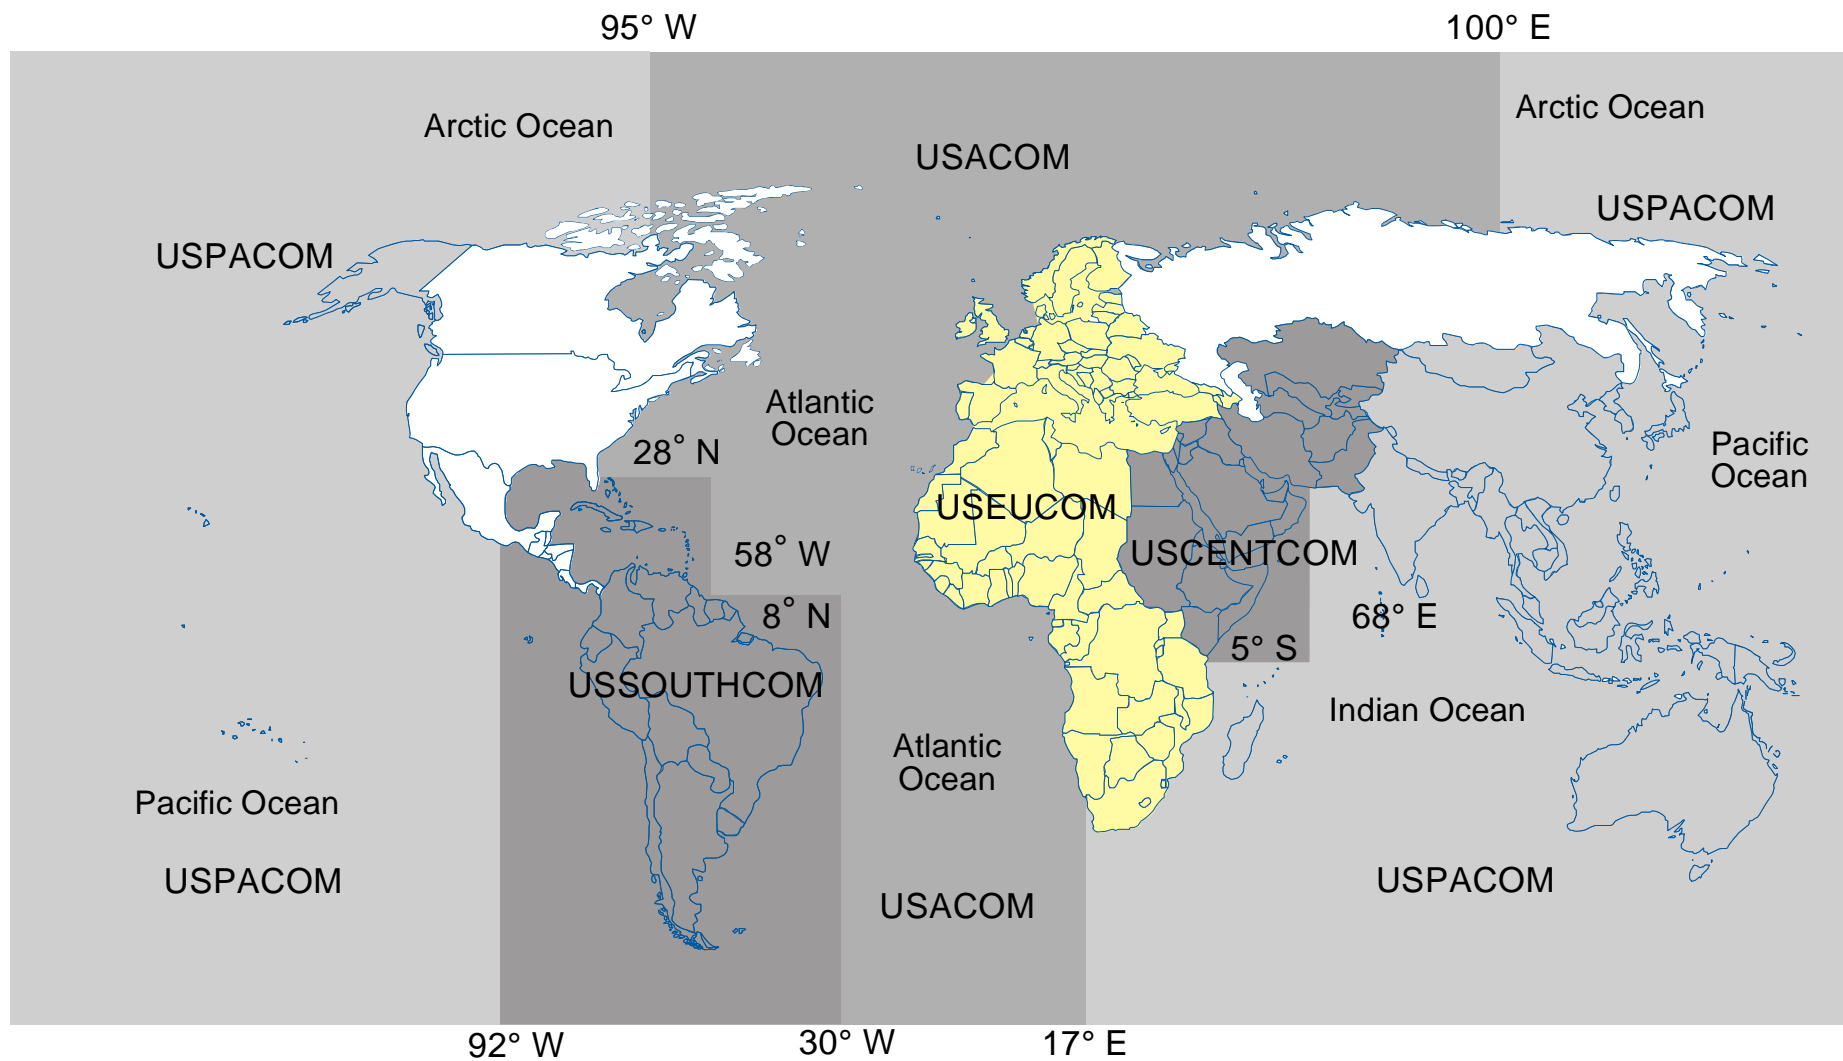 95° W
100° E
Arctic Ocean
Arctic Ocean
USACOM
USPACOM
USPACOM
Atlantic
Ocean
28° N
Pacific
Ocean
USEUCOM
58° W
USCENTCOM
8° N
68° E
5° S
USSOUTHCOM
Indian Ocean
Atlantic
Ocean
Pacific Ocean
USPACOM
USPACOM
USACOM
92° W
30° W
17° E